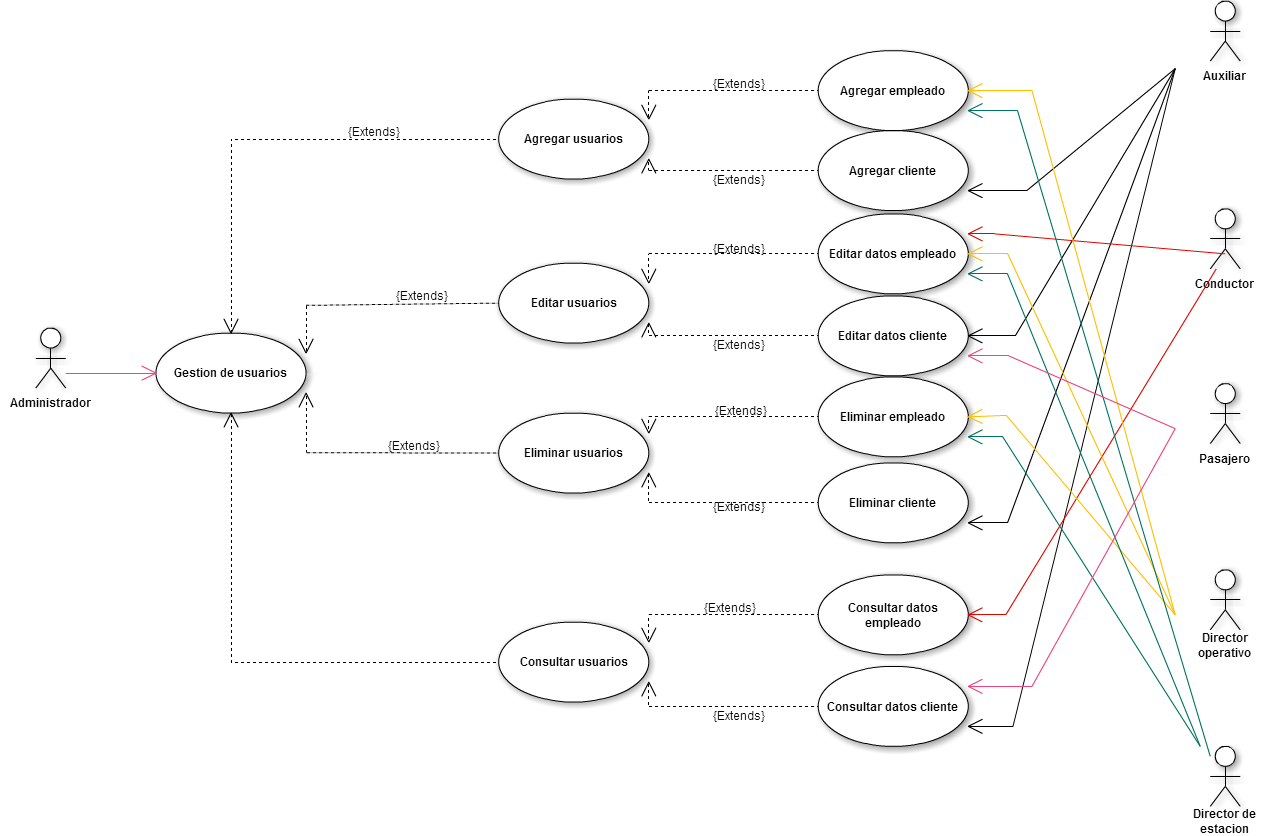 Auxiliar
{Extends}
Agregar empleado
{Extends}
Agregar usuarios
Agregar cliente
{Extends}
{Extends}
Editar datos empleado
Conductor
{Extends}
Editar usuarios
Editar datos cliente
{Extends}
Gestion de usuarios
Administrador
{Extends}
Eliminar empleado
{Extends}
Eliminar usuarios
Pasajero
Eliminar cliente
{Extends}
{Extends}
Consultar datos
empleado
Director
operativo
Consultar usuarios
Consultar datos cliente
{Extends}
Director de
estacion